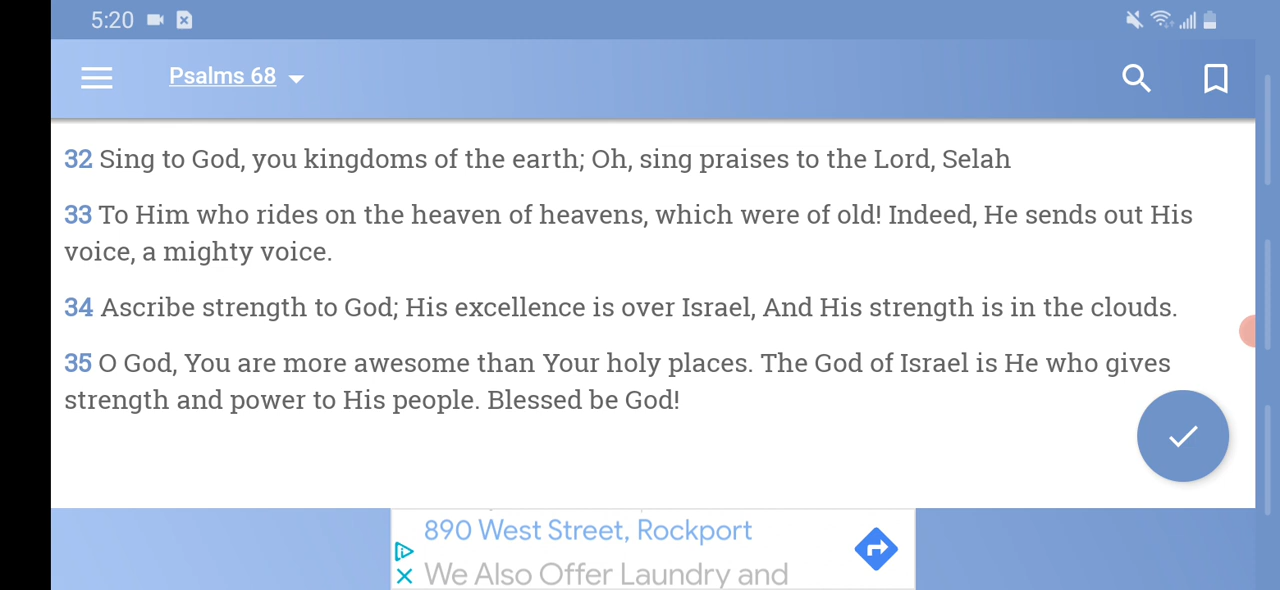 5:20
Psalms 68
32 Sing to God, you kingdoms of the earth; Oh, sing praises to the Lord, Selah
33 To Him who rides on the heaven of heavens, which were of old! Indeed, He sends out His
voice, a mighty voice.
34 Ascribe strength to God; His excellence is over Israel, And His strength is in the clouds.
35 O God, You are more awesome than Your holy places. The God of Israel is He who gives
strength and power to His people. Blessed be God!
890 West Street, Rockport
We Also Offer Laundry and